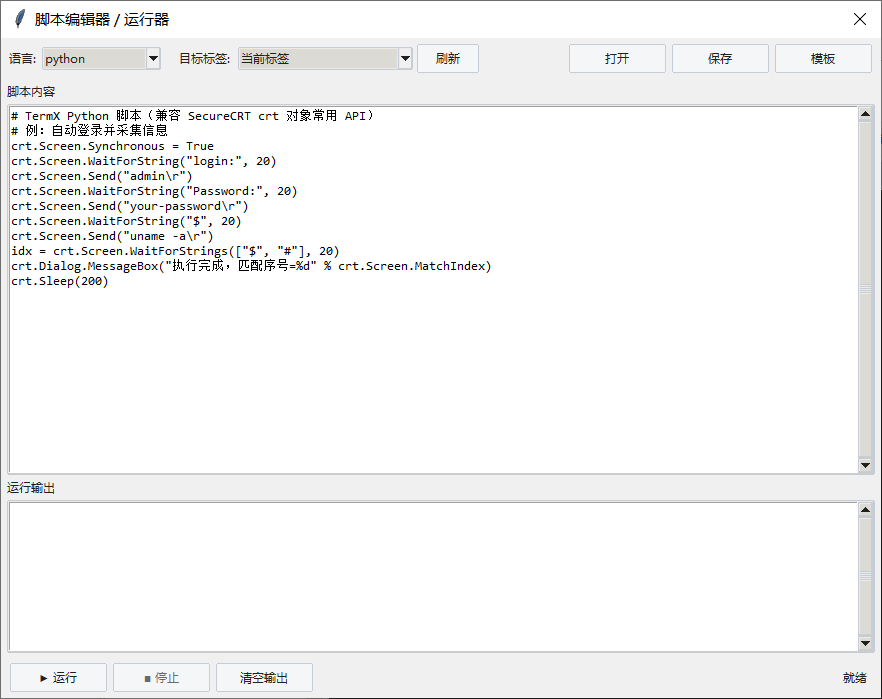 脚本编辑器 / 运行器
语言: python 目标标签: 当前标签 刷新 打开 保存 模板
脚本内容
# TermX Python 脚本（兼容 SecureCRT crt 对象常用 API）
# 例：自动登录并采集信息
crt.Screen.Synchronous = True
crt.Screen.WaitForString("login:", 20)
crt.Screen.Send("admin\r")
crt.Screen.WaitForString("Password:", 20)
crt.Screen.Send("your-password\r")
crt.Screen.WaitForString("$", 20)
crt.Screen.Send("uname -a\r")
idx = crt.Screen.WaitForStrings(["$", "#"], 20)
crt.Dialog.MessageBox("执行完成，匹配序号=%d" % crt.Screen.MatchIndex)
crt.Sleep(200)
运行输出
► 运行 ■ 停止 清空输出 就绪